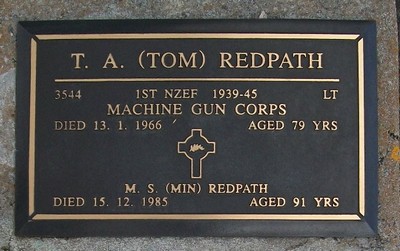 T. A. (TOM) REDPATH
3544 1ST NZEF 1939-45 LT
MACHINE GUN CORPS
DIED 13. 1. 1966 AGED 79 YRS
M. S. (MIN) REDPATH
DIED 15. 12. 1985 AGED 91 YRS